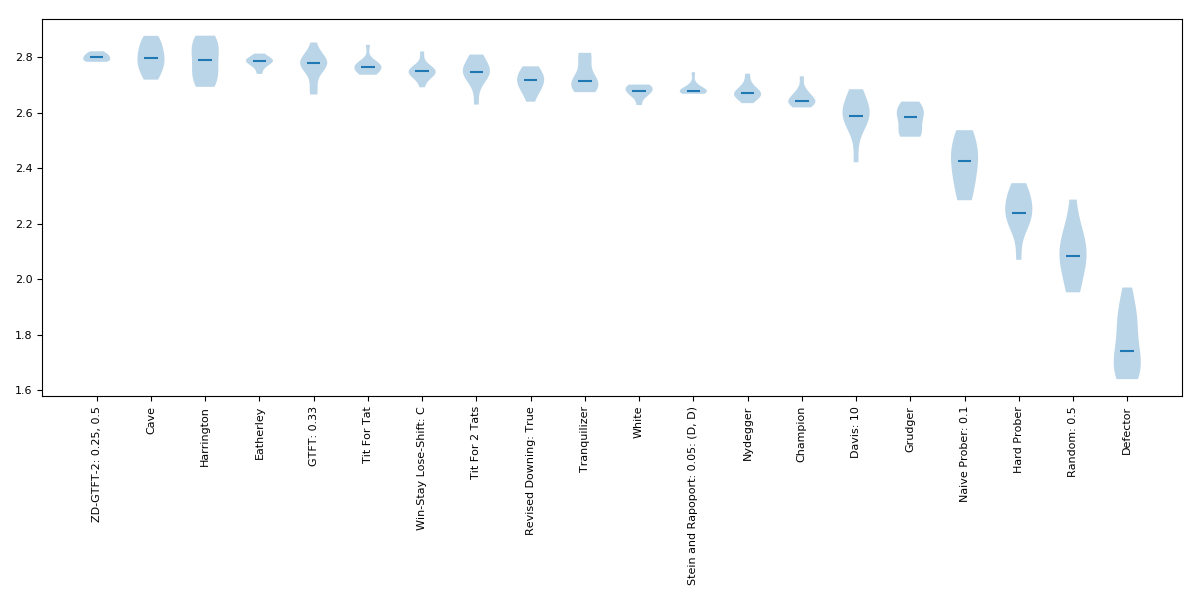 2.8
2.6
2.4
2.2
2.0
1.8
1.6
ZD-GTFT-2: 0.25, 0.5
Cave
Harrington
Eatherley
GTFT: 0.33
Tit For Tat
Win-Stay Lose-Shift: C
Tit For 2 Tats
Revised Downing: True
Tranquilizer
White
Stein and Rapoport: 0.05: (D, D)
Nydegger
Champion
Davis: 10
Grudger
Naive Prober: 0.1
Hard Prober
Random: 0.5
Defector